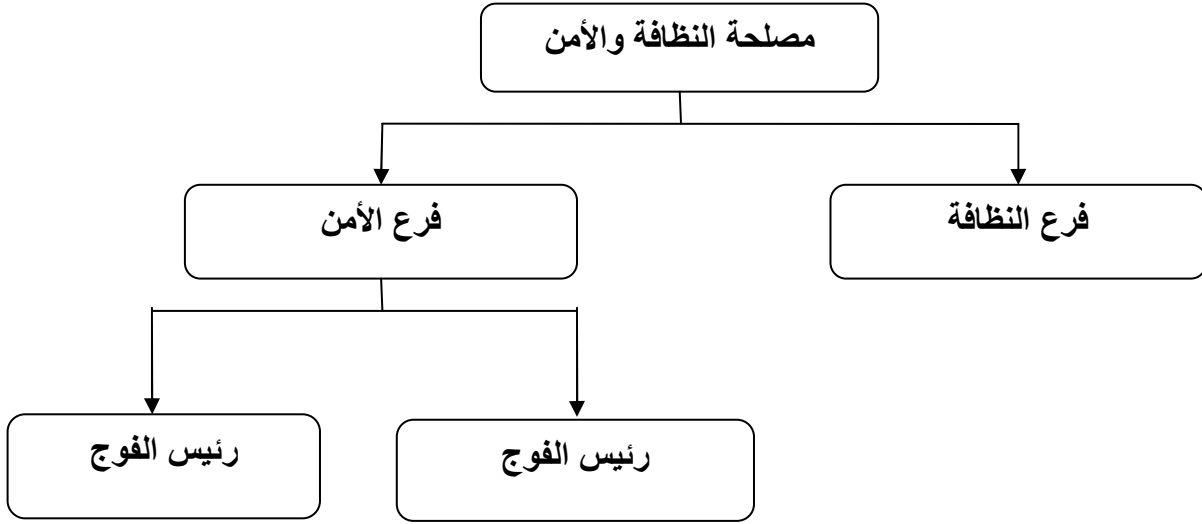 مصلحة النظافة والأمن
فرع النظافة
فرع الأمن
رئيس الفوج
رئيس الفوج